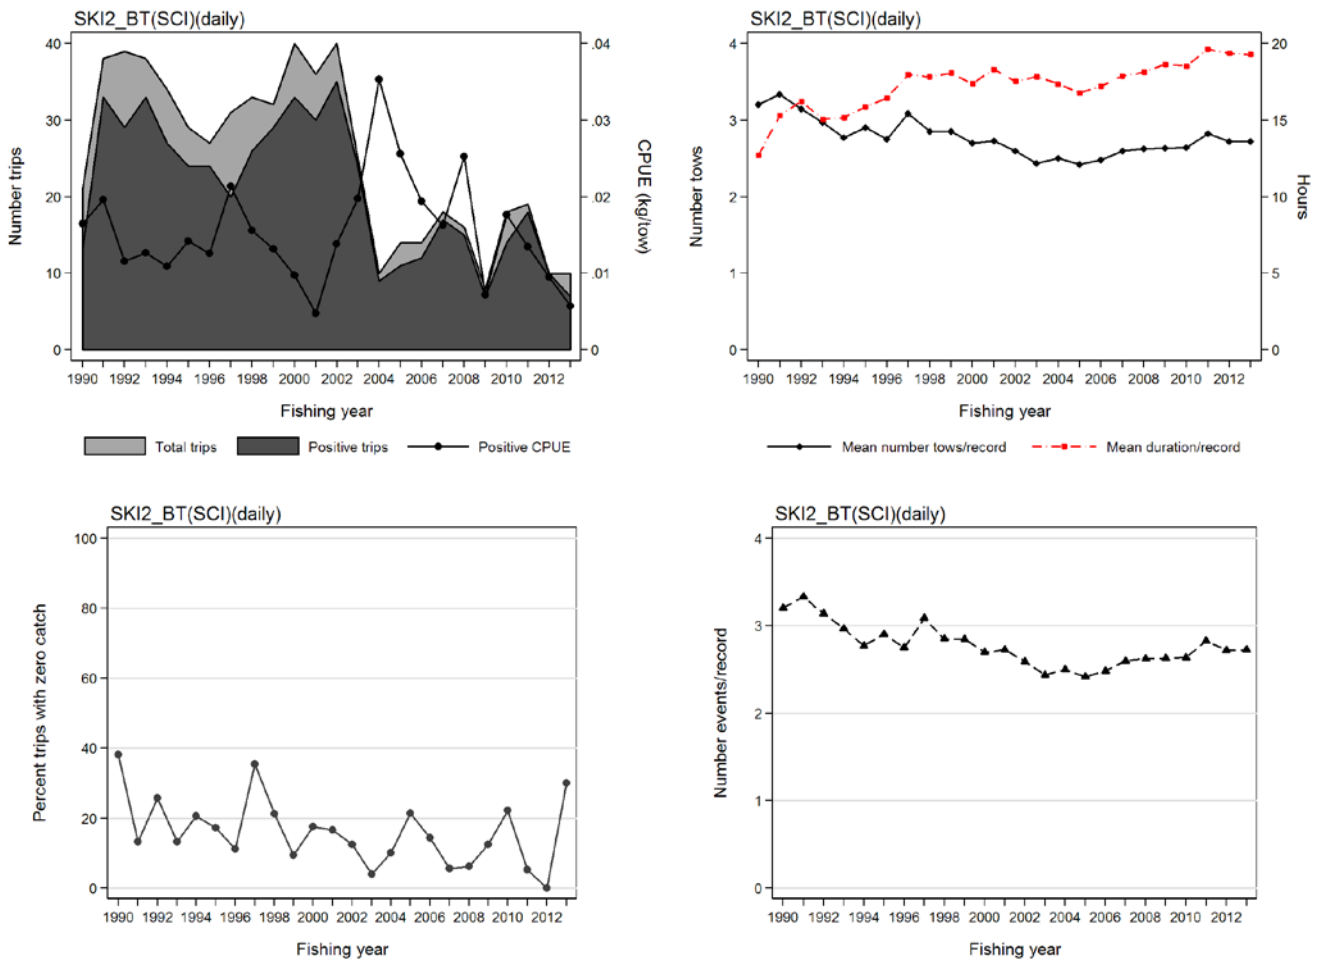 SKI2_BT(SCI)(daily)
40
30
20
10
0
Number trips
.04
.03
.02
.01
0
CPUE (kg/tow)
1990 1992 1994 1996 1998 2000 2002 2004 2006 2008 2010 2012
Fishing year
Total trips Positive trips Positive CPUE
SKI2_BT(SCI)(daily)
4
3
2
1
0
Number tows
20
15
10
5
0
Hours
1990 1992 1994 1996 1998 2000 2002 2004 2006 2008 2010 2012
Fishing year
Mean number tows/record Mean duration/record
SKI2_BT(SCI)(daily)
100
80
60
40
20
0
Percent trips with zero catch
1990 1992 1994 1996 1998 2000 2002 2004 2006 2008 2010 2012
Fishing year
SKI2_BT(SCI)(daily)
4
3
2
1
0
Number events/record
1990 1992 1994 1996 1998 2000 2002 2004 2006 2008 2010 2012
Fishing year